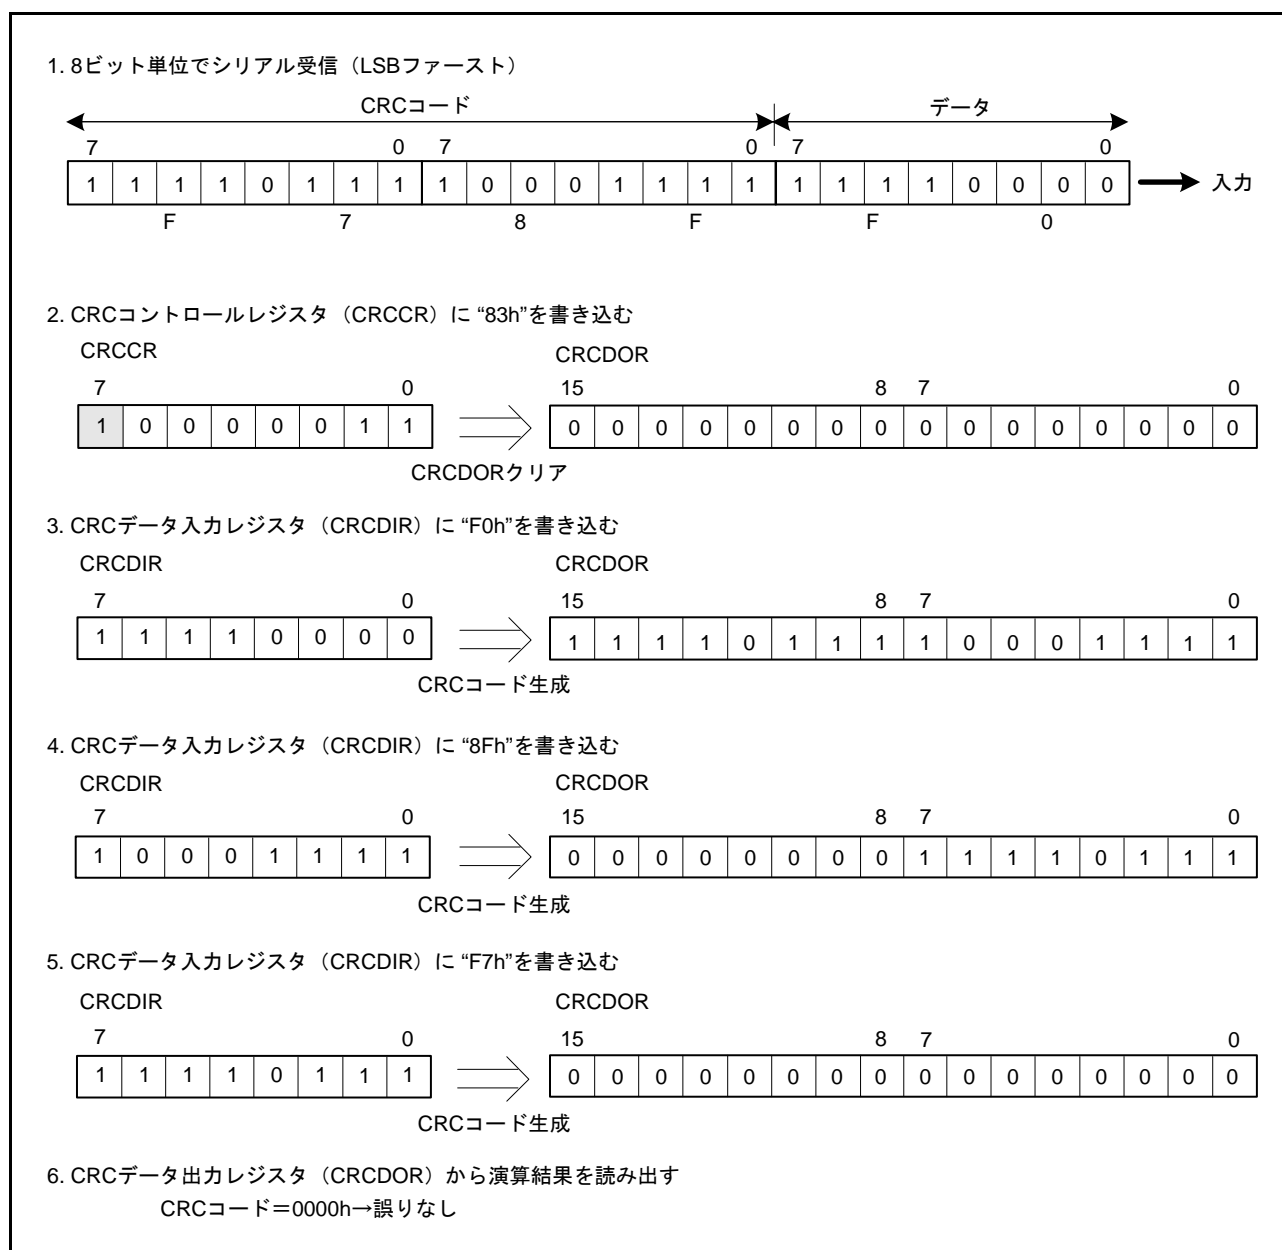 1. 8ビット単位でシリアル受信（LSBファースト）
CRCコード データ
7 0 7 0 7 0
1 1 1 1 0 1 1 1 1 0 0 0 1 1 1 1 1 1 1 1 0 0 0 0 入力
F 7 8 F F 0
2. CRCコントロールレジスタ（CRCCR）に “83h”を書き込む
CRCCR CRCDOR
7 0 15 8 7 0
1 0 0 0 0 0 1 1 0 0 0 0 0 0 0 0 0 0 0 0 0 0 0 0
CRCDORクリア
3. CRCデータ入力レジスタ（CRCDIR）に “F0h”を書き込む
CRCDIR CRCDOR
7 0 15 8 7 0
1 1 1 1 0 0 0 0 1 1 1 1 0 1 1 1 1 0 0 0 1 1 1 1
CRCコード生成
4. CRCデータ入力レジスタ（CRCDIR）に “8Fh”を書き込む
CRCDIR CRCDOR
7 0 15 8 7 0
1 0 0 0 1 1 1 1 0 0 0 0 0 0 0 0 1 1 1 1 0 1 1 1
CRCコード生成
5. CRCデータ入力レジスタ（CRCDIR）に “F7h”を書き込む
CRCDIR CRCDOR
7 0 15 8 7 0
1 1 1 1 0 1 1 1 0 0 0 0 0 0 0 0 0 0 0 0 0 0 0 0
CRCコード生成
6. CRCデータ出力レジスタ（CRCDOR）から演算結果を読み出す
CRCコード＝0000h→誤りなし